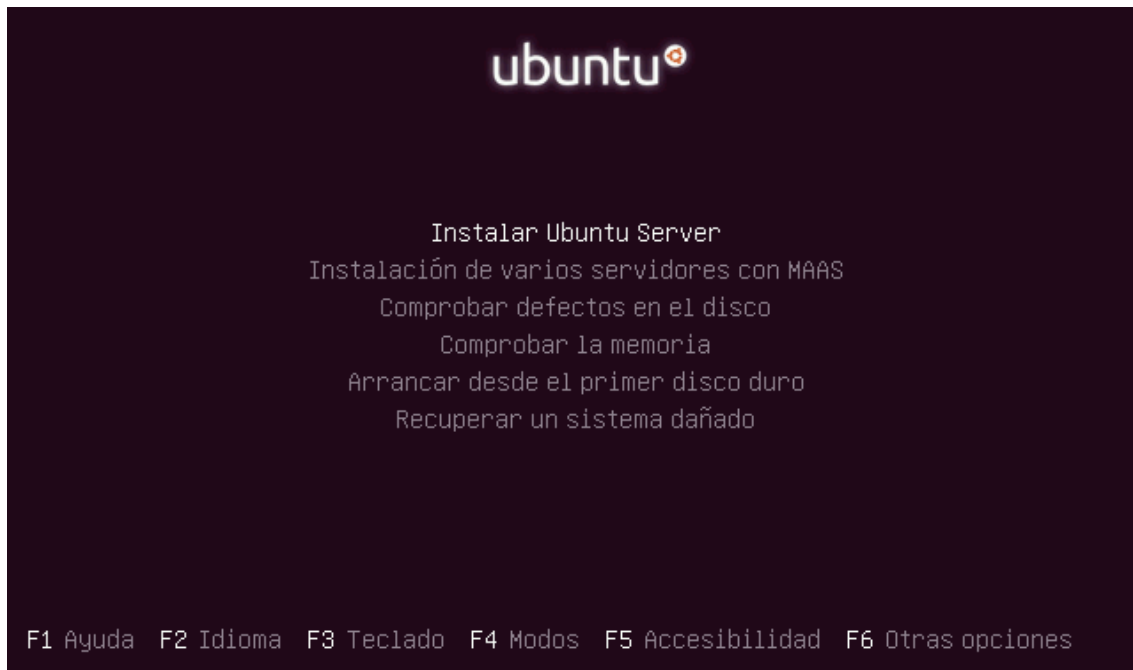 ubuntu
Instalar Ubuntu Server
Instalación de varios servidores con MAAS
Comprobar defectos en el disco
Comprobar la memoria
Arrancar desde el primer disco duro
Recuperar un sistema dañado
F1 Ayuda F2 Idioma F3 Teclado F4 Modos F5 Accesibilidad F6 Otras opciones